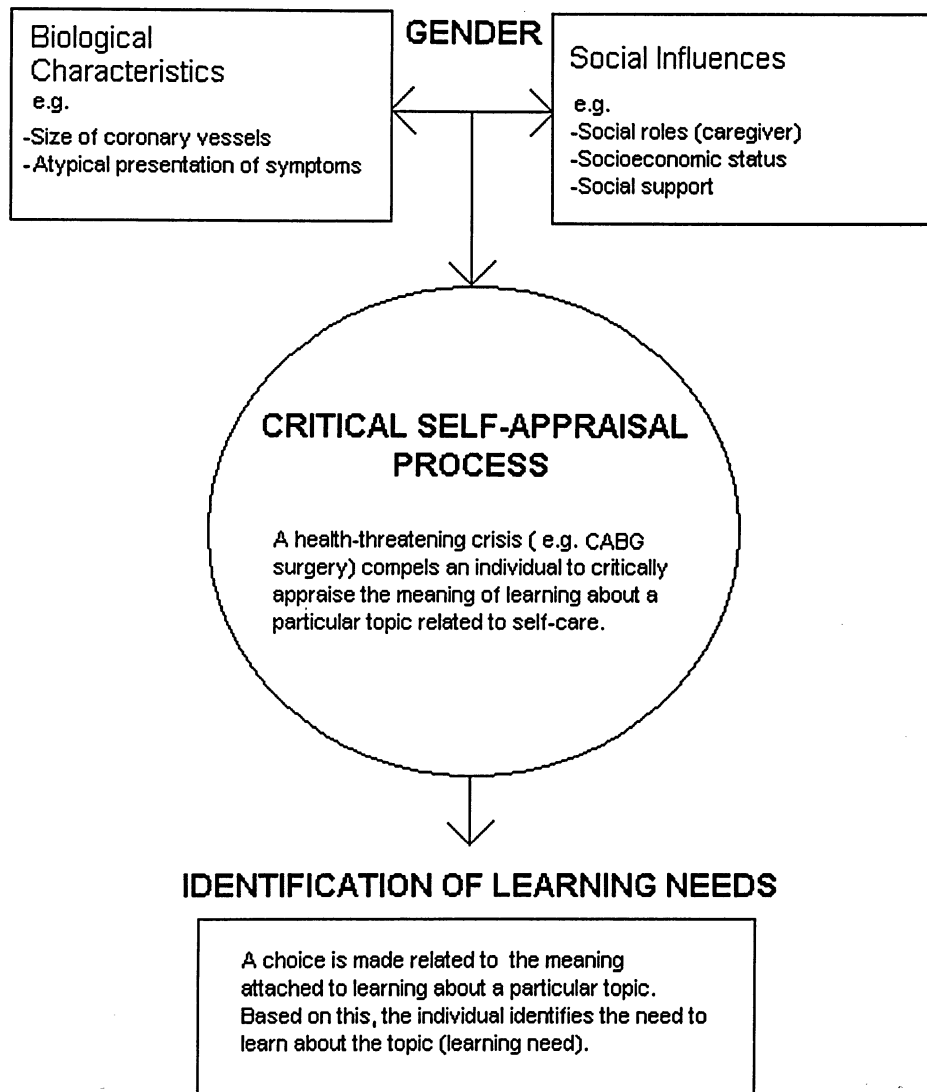 Biological
Characteristics
e.g.
-Size of coronary vessels
-Atypical presentation of symptoms
GENDER
Social Influences
e.g.
-Social roles (caregiver)
-Socioeconomic status
-Social support
CRITICAL SELF-APPRAISAL
PROCESS
A health-threatening crisis ( e.g. CABG
surgery) compels an individual to critically
appraise the meaning of learning about a
particular topic related to self-care.
IDENTIFICATION OF LEARNING NEEDS
A choice is made related to the meaning
attached to learning about a particular topic.
Based on this, the individual identifies the need to
learn about the topic (learning need).